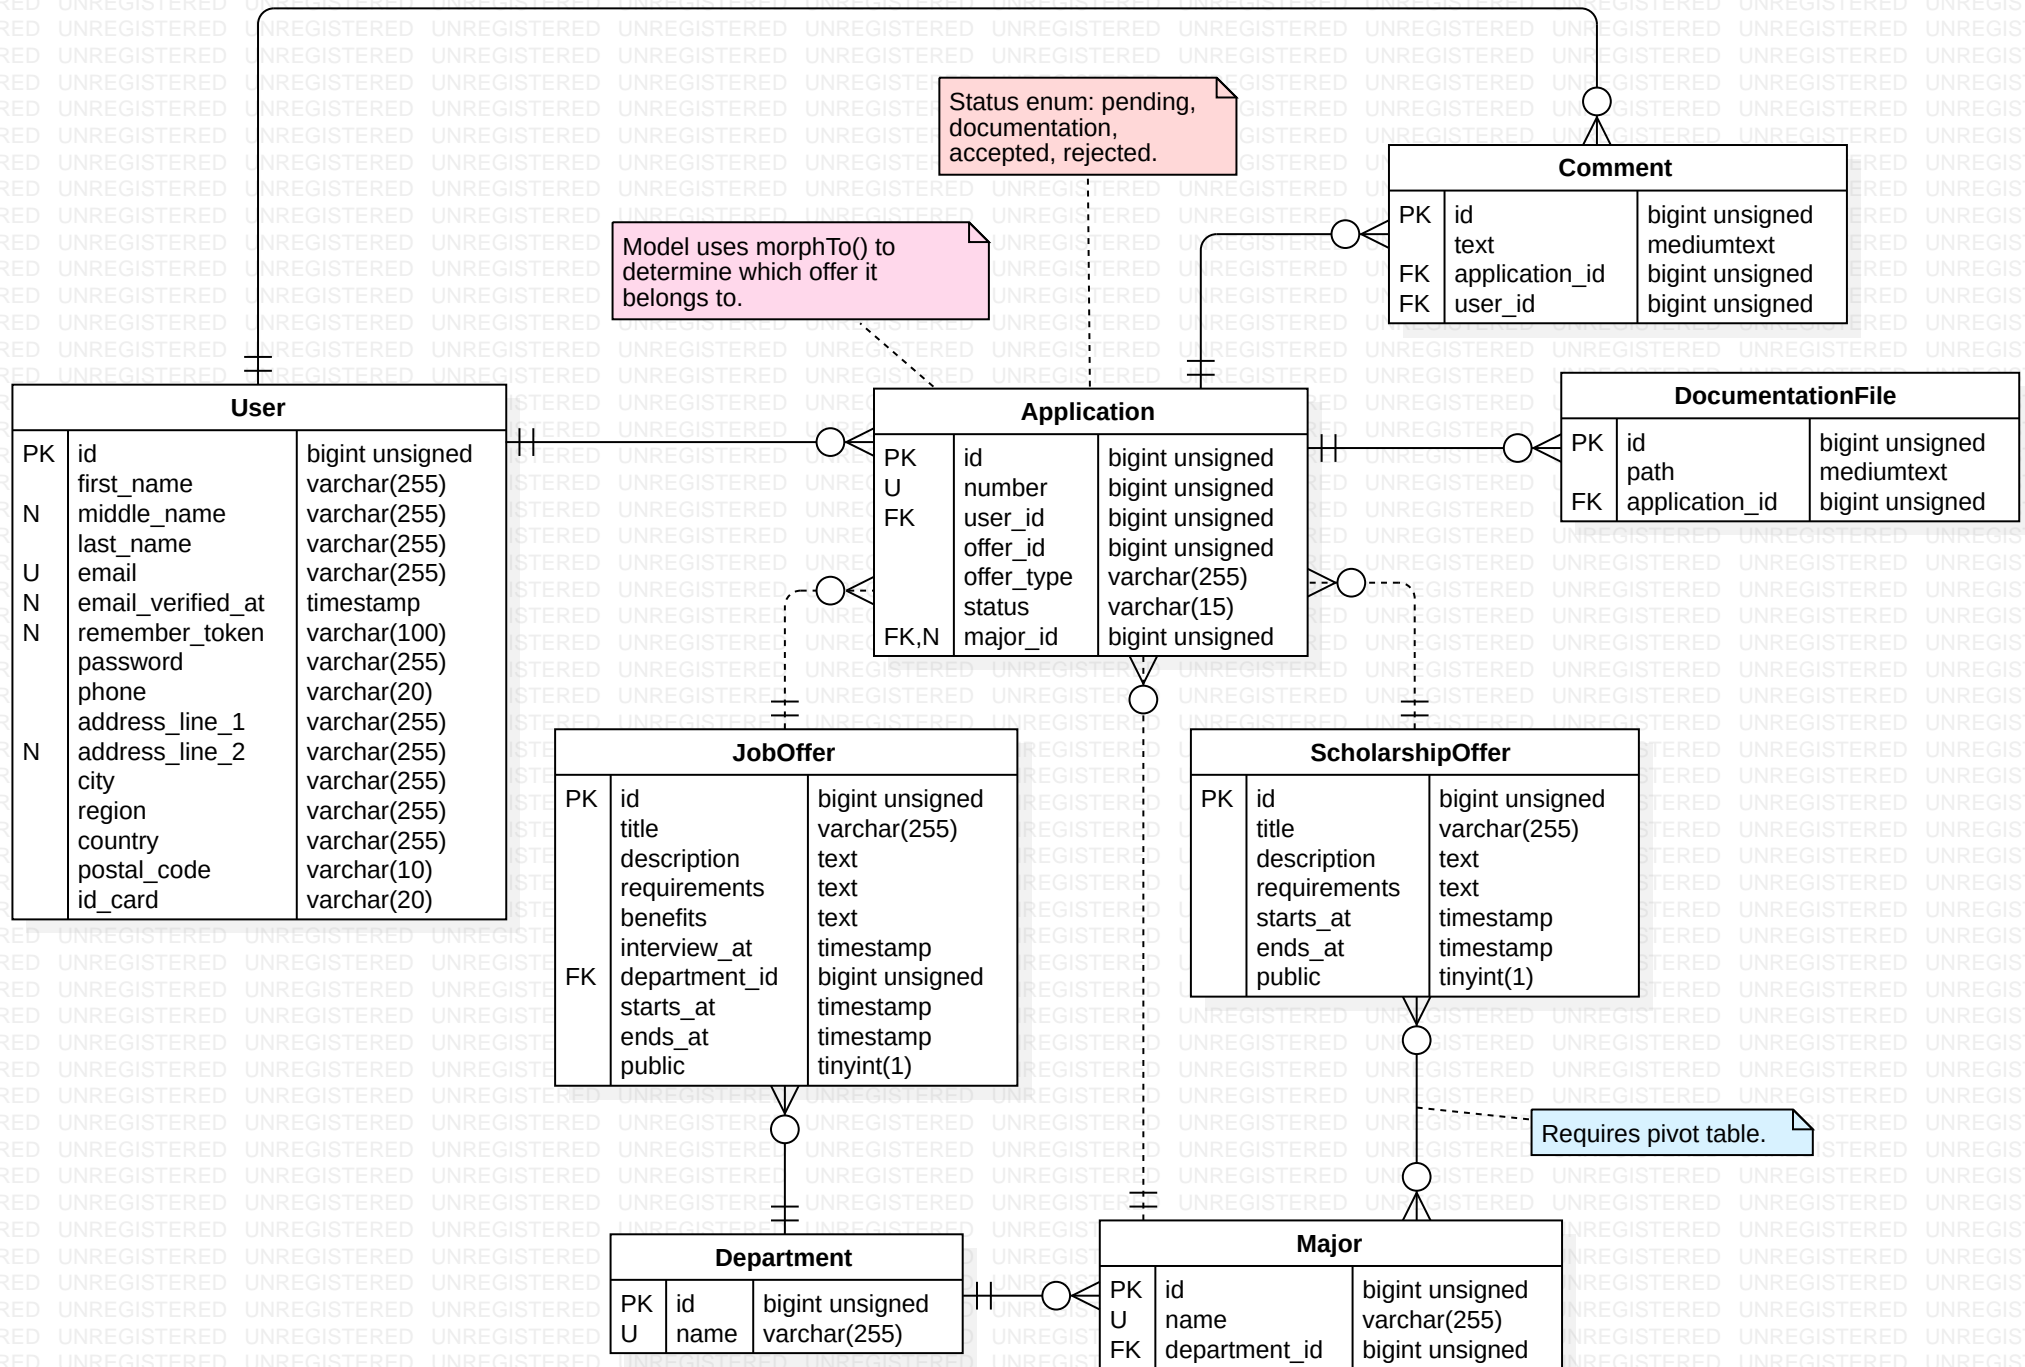 Status enum: pending,
documentation,
accepted, rejected.
Model uses morphTo() to
determine which offer it
belongs to.
Comment
PK id bigint unsigned
text mediumtext
FK application_id bigint unsigned
FK user_id bigint unsigned
User
PK id bigint unsigned
first_name varchar(255)
N middle_name varchar(255)
last_name varchar(255)
U email varchar(255)
N email_verified_at timestamp
N remember_token varchar(100)
password varchar(255)
phone varchar(20)
address_line_1 varchar(255)
N address_line_2 varchar(255)
city varchar(255)
region varchar(255)
country varchar(255)
postal_code varchar(10)
id_card varchar(20)
Application
PK id bigint unsigned
U number bigint unsigned
FK user_id bigint unsigned
offer_id bigint unsigned
offer_type varchar(255)
status varchar(15)
FK,N major_id bigint unsigned
DocumentationFile
PK id bigint unsigned
path mediumtext
FK application_id bigint unsigned
JobOffer
PK id bigint unsigned
title varchar(255)
description text
requirements text
benefits text
interview_at timestamp
FK department_id bigint unsigned
starts_at timestamp
ends_at timestamp
public tinyint(1)
ScholarshipOffer
PK id bigint unsigned
title varchar(255)
description text
requirements text
starts_at timestamp
ends_at timestamp
public tinyint(1)
Requires pivot table.
Department
PK id bigint unsigned
U name varchar(255)
Major
PK id bigint unsigned
U name varchar(255)
FK department_id bigint unsigned
UNREGISTERED